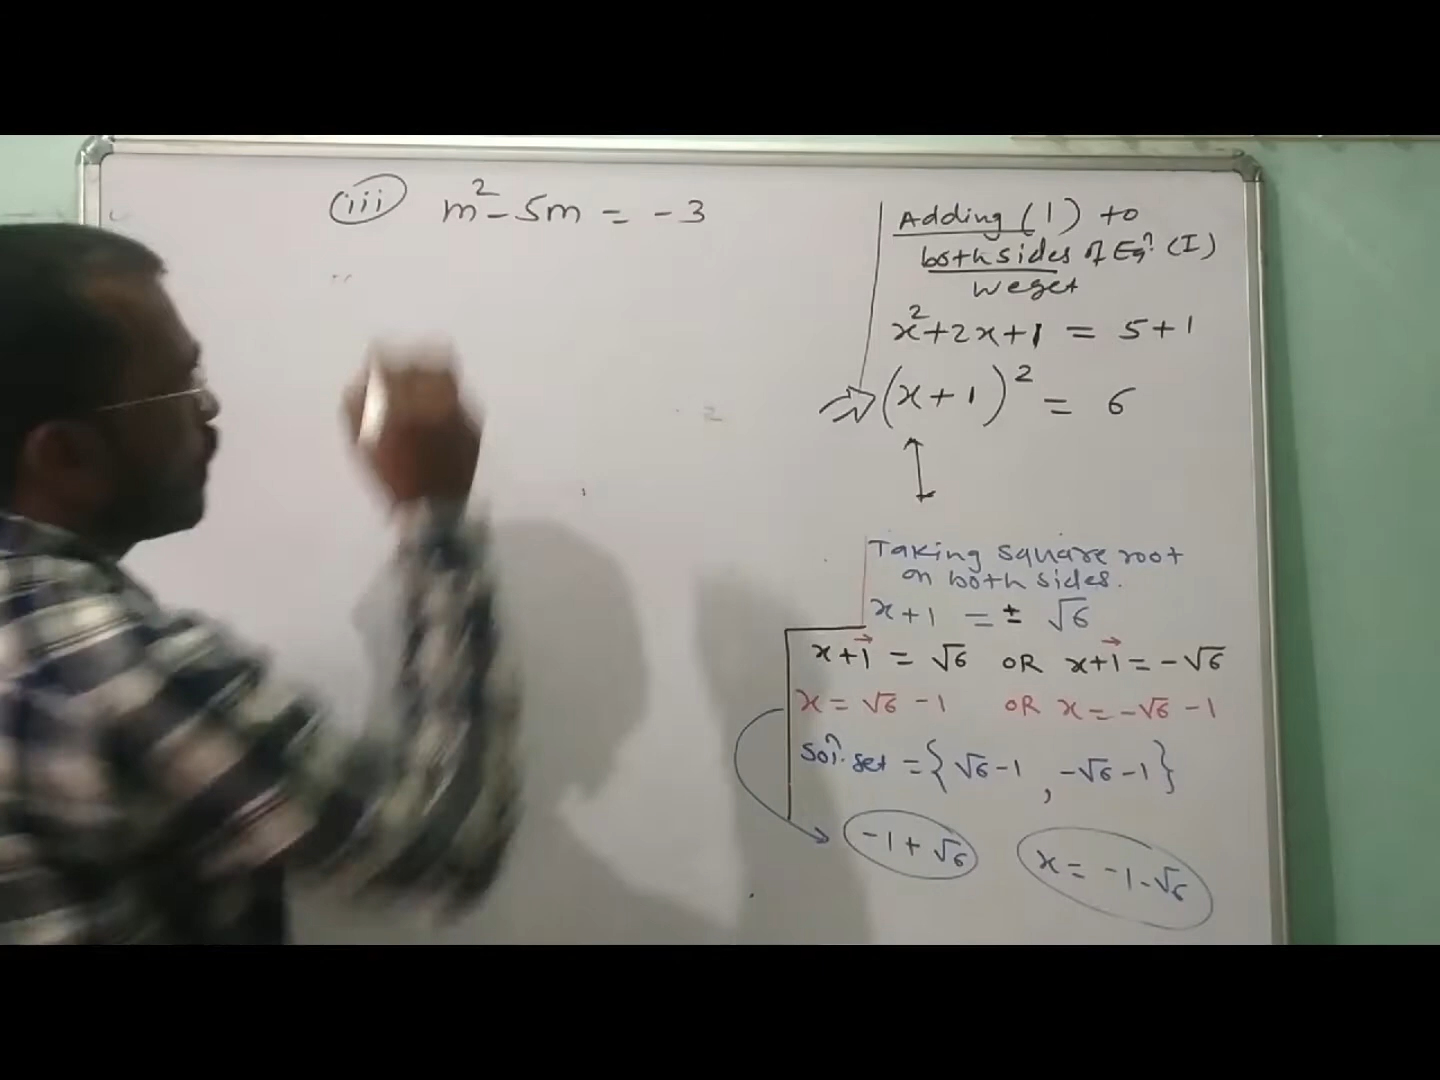 (iii) m² - 5m = -3
Adding (1) to
both sides of Eqⁿ. (I)
we get
x² + 2x + 1 = 5 + 1
⇒ (x + 1)² = 6
Taking square root
on both sides.
x + 1 = ± √6
x + 1 = √6 OR x + 1 = -√6
x = √6 - 1 OR x = -√6 - 1
Solⁿ. set = {√6 - 1 , -√6 - 1}
-1 + √6 x = -1 - √6